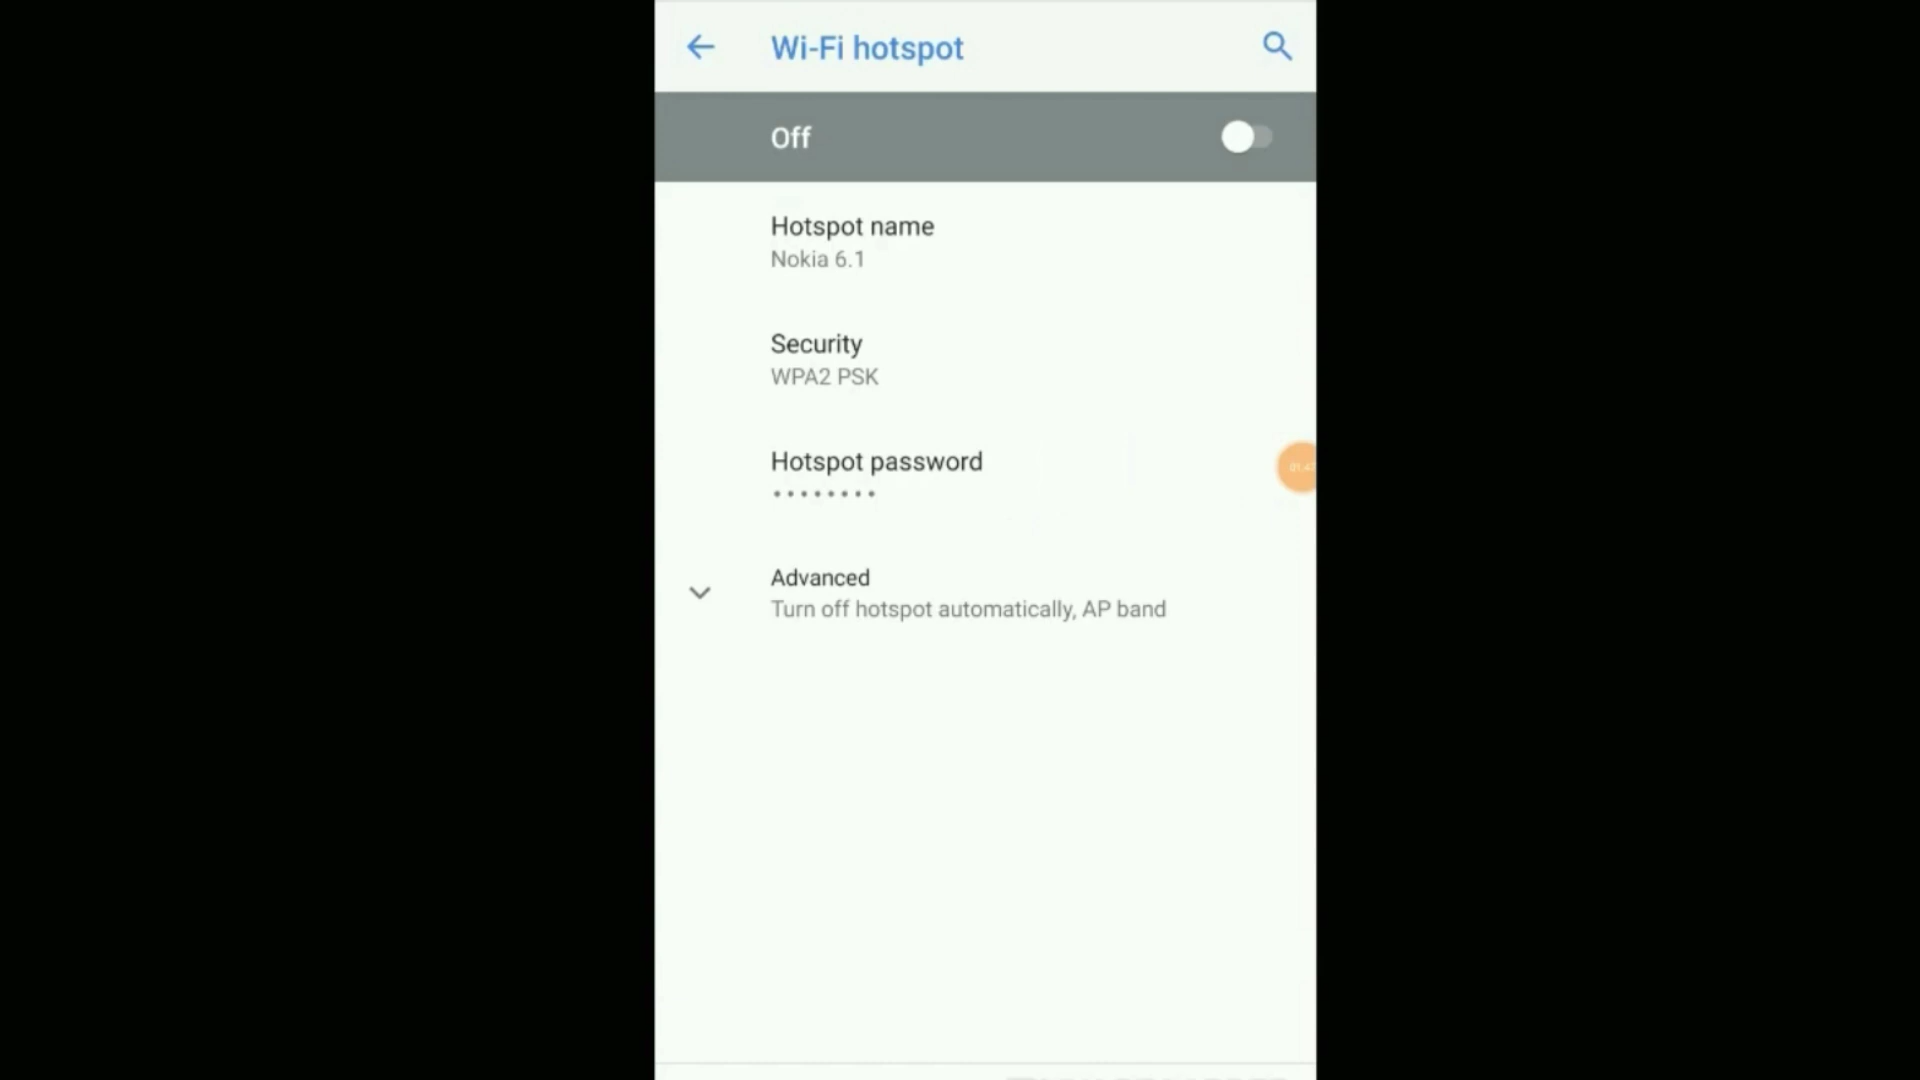 Wi-Fi hotspot
Off
Hotspot name
Nokia 6.1
Security
WPA2 PSK
Hotspot password
••••••••
Advanced
Turn off hotspot automatically, AP band